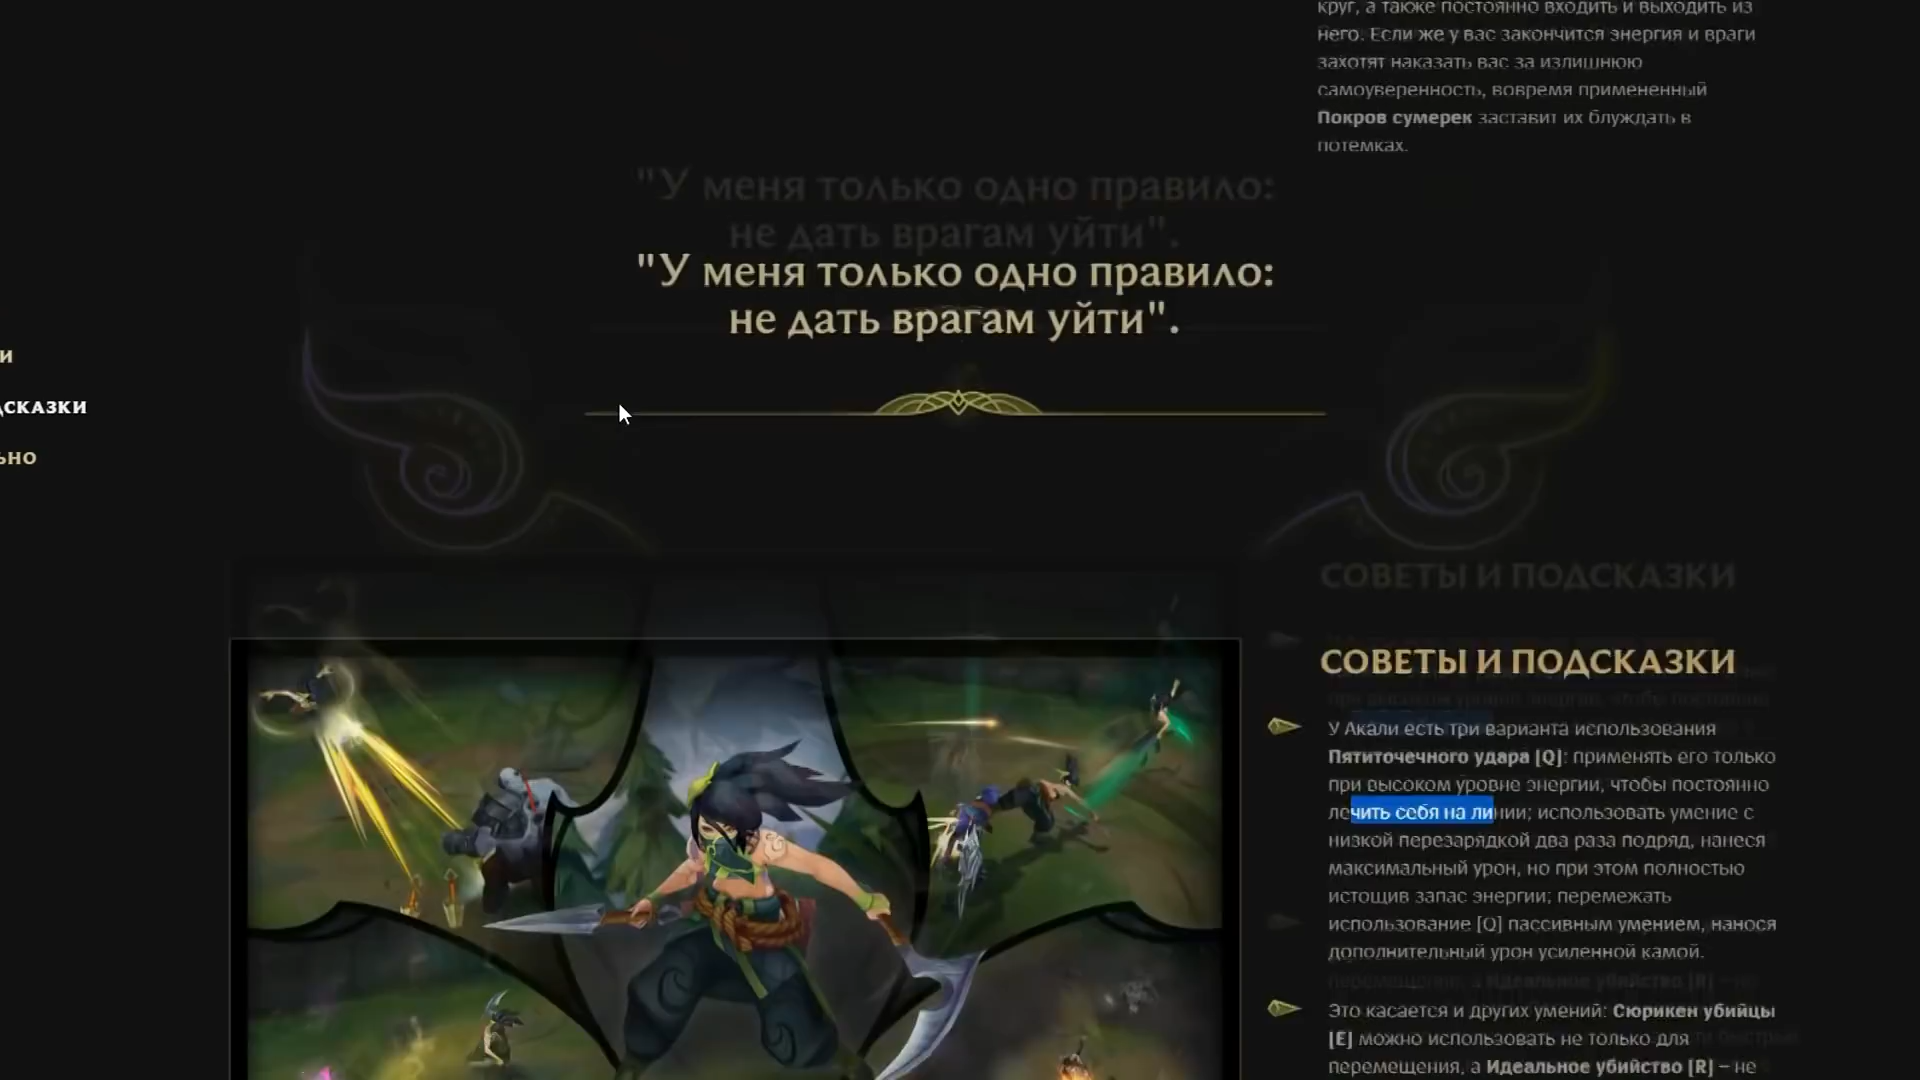 круг, а также постоянно входить и выходить из
него. Если же у вас закончится энергия и враги
захотят наказать вас за излишнюю
самоуверенность, вовремя примененный
Покров сумерек заставит их блуждать в
потемках.
"У меня только одно правило:
не дать врагам уйти".
"У меня только одно правило:
не дать врагам уйти".
и
дсказки
ьно
СОВЕТЫ И ПОДСКАЗКИ
СОВЕТЫ И ПОДСКАЗКИ
У Акали есть три варианта использования
Пятиточечного удара [Q]: применять его только
при высоком уровне энергии, чтобы постоянно
лечить себя на линии; использовать умение с
низкой перезарядкой два раза подряд, нанеся
максимальный урон, но при этом полностью
истощив запас энергии; перемежать
использование [Q] пассивным умением, нанося
дополнительный урон усиленной камой.
Это касается и других умений: Сюрикен убийцы
[E] можно использовать не только для
перемещения, а Идеальное убийство [R] – не